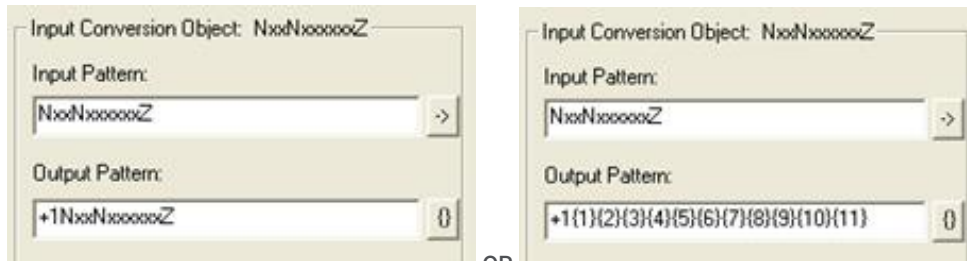 Input Conversion Object: NxxNxxxxxxZ
Input Pattern:
NxxNxxxxxxZ ->
Output Pattern:
+1NxxNxxxxxxZ {}
OR
Input Conversion Object: NxxNxxxxxxZ
Input Pattern:
NxxNxxxxxxZ ->
Output Pattern:
+1{1}{2}{3}{4}{5}{6}{7}{8}{9}{10}{11} {}